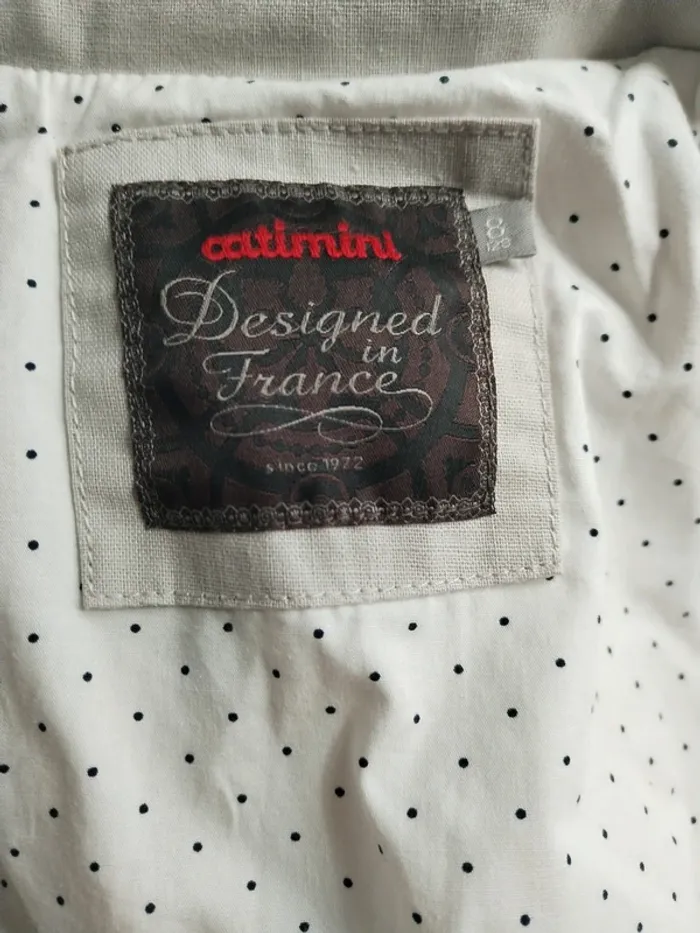 catimini
Designed
in
France
since 1972